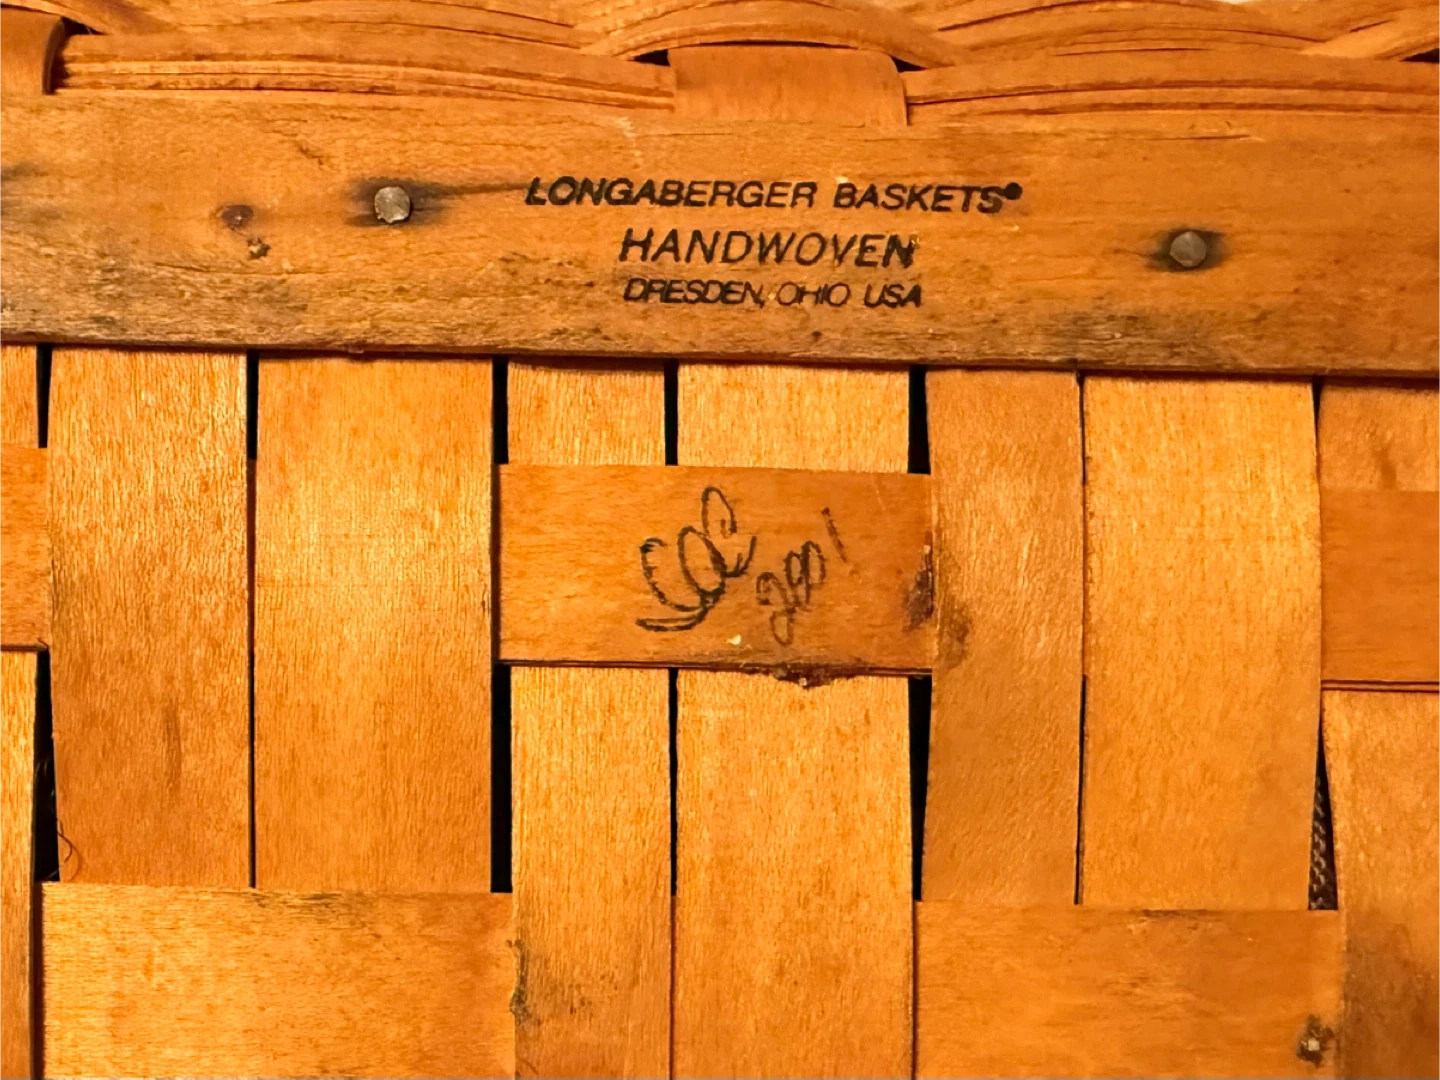 LONGABERGER BASKETS®
HANDWOVEN
DRESDEN, OHIO USA
2001